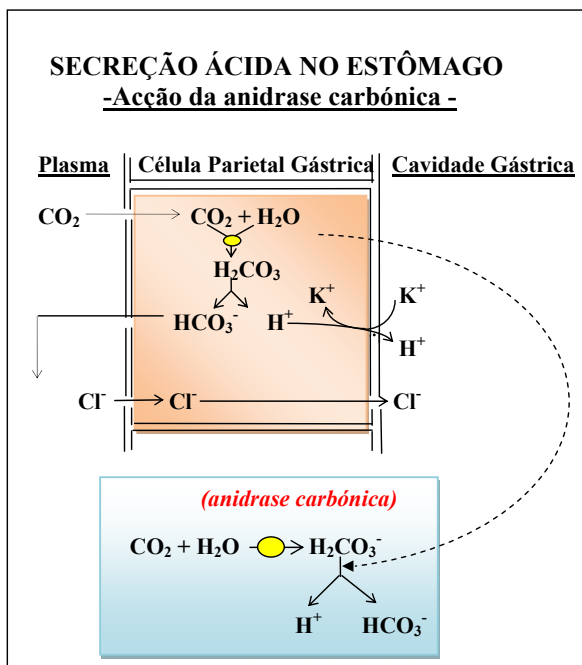 SECREÇÃO ÁCIDA NO ESTÔMAGO
-Acção da anidrase carbónica -
Plasma Célula Parietal Gástrica Cavidade Gástrica
CO₂ CO₂ + H₂O
H₂CO₃
K⁺ K⁺
HCO₃⁻ H⁺
H⁺
Cl⁻ Cl⁻ Cl⁻
(anidrase carbónica)
CO₂ + H₂O H₂CO₃⁻
H⁺ HCO₃⁻